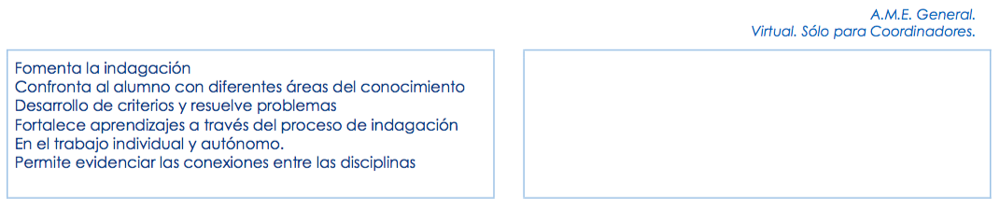 A.M.E. General.
Virtual. Sólo para Coordinadores.
Fomenta la indagación
Confronta al alumno con diferentes áreas del conocimiento
Desarrollo de criterios y resuelve problemas
Fortalece aprendizajes a través del proceso de indagación
En el trabajo individual y autónomo.
Permite evidenciar las conexiones entre las disciplinas